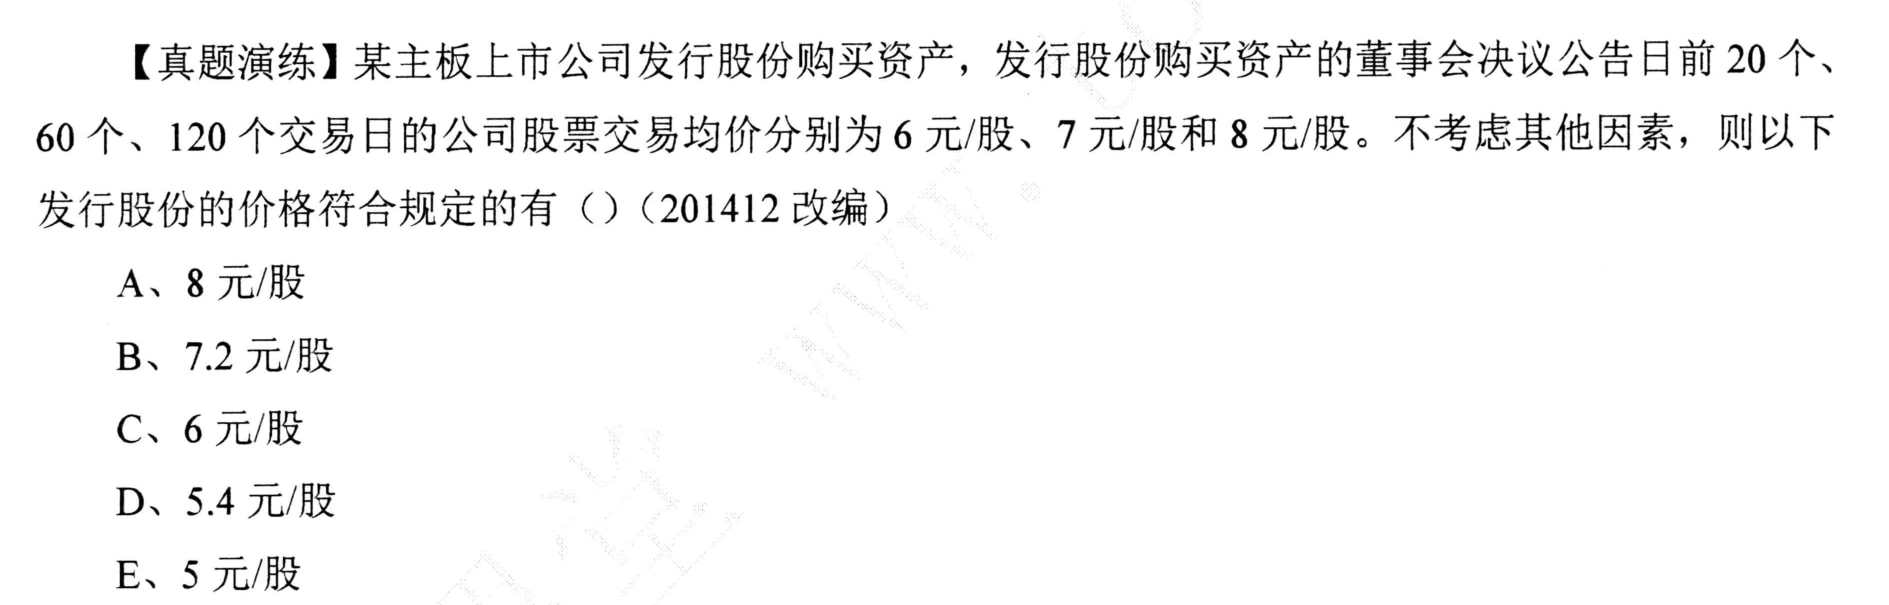 【真题演练】某主板上市公司发行股份购买资产，发行股份购买资产的董事会决议公告日前 20 个、
60 个、120 个交易日的公司股票交易均价分别为 6 元/股、7 元/股和 8 元/股。不考虑其他因素，则以下
发行股份的价格符合规定的有（）（201412 改编）
A、8 元/股
B、7.2 元/股
C、6 元/股
D、5.4 元/股
E、5 元/股